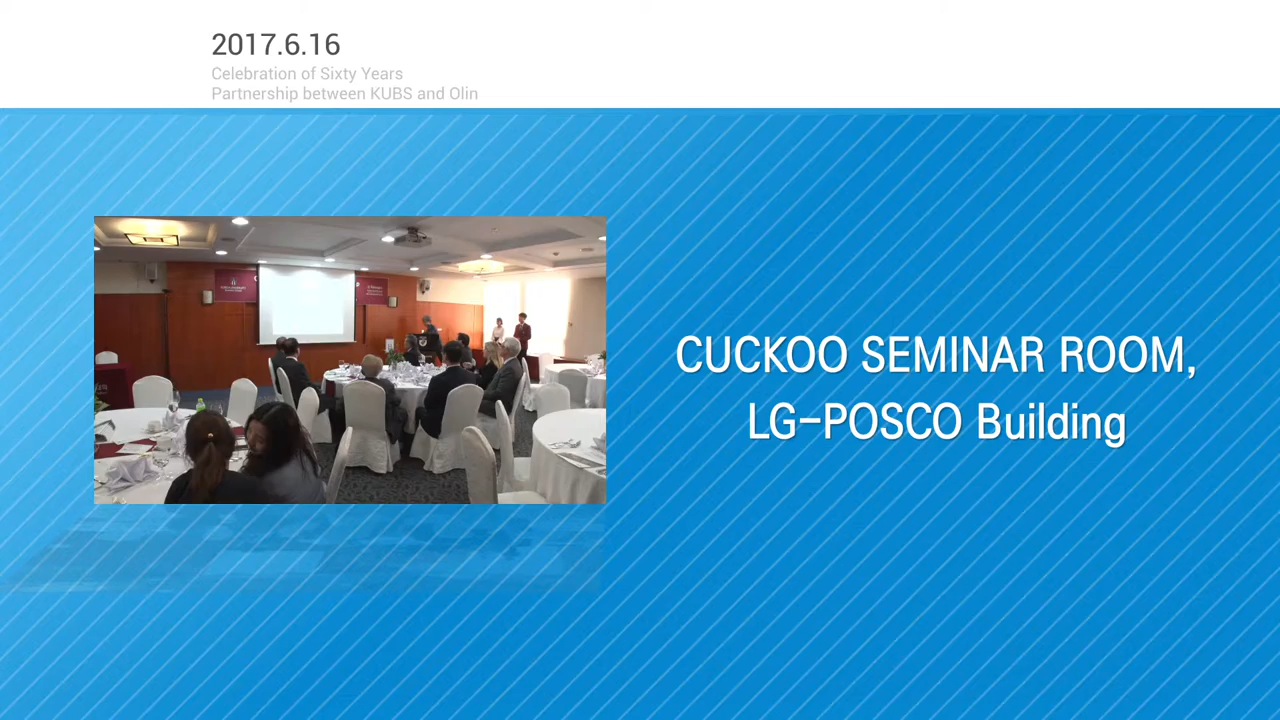 2017.6.16
Celebration of Sixty Years
Partnership between KUBS and Olin
CUCKOO SEMINAR ROOM,
LG-POSCO Building